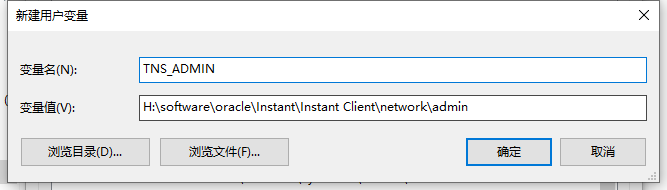 新建用户变量
变量名(N):
TNS_ADMIN
变量值(V):
H:\software\oracle\Instant\Instant Client\network\admin
浏览目录(D)...
浏览文件(F)...
确定
取消